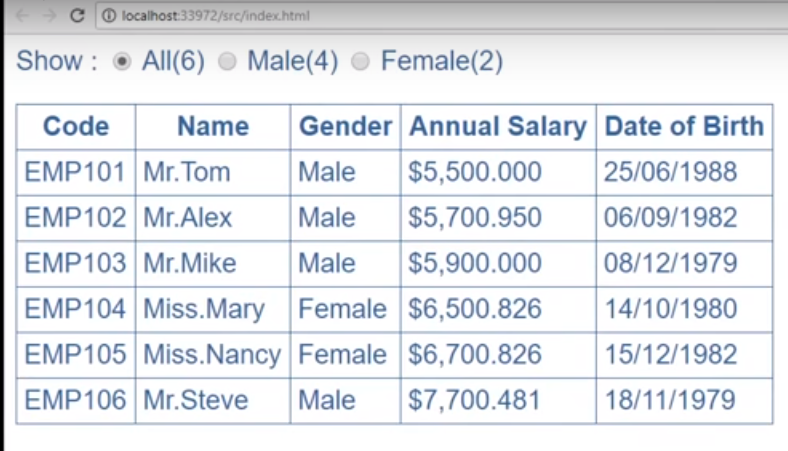 localhost:33972/src/index.html
Show : All(6) Male(4) Female(2)
Code Name Gender Annual Salary Date of Birth
EMP101 Mr.Tom Male $5,500.000 25/06/1988
EMP102 Mr.Alex Male $5,700.950 06/09/1982
EMP103 Mr.Mike Male $5,900.000 08/12/1979
EMP104 Miss.Mary Female $6,500.826 14/10/1980
EMP105 Miss.Nancy Female $6,700.826 15/12/1982
EMP106 Mr.Steve Male $7,700.481 18/11/1979